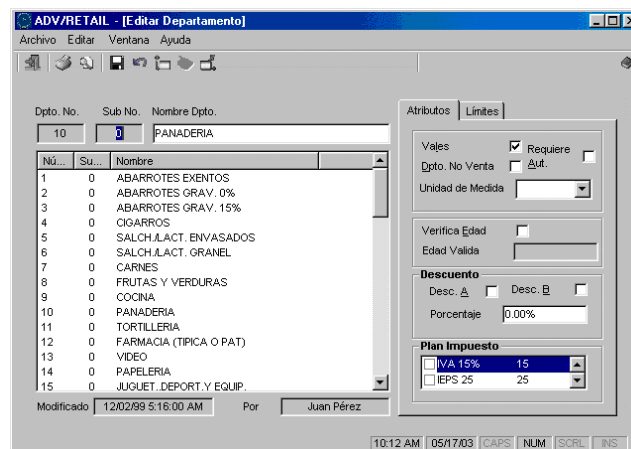 ADV/RETAIL - [Editar Departamento]
Archivo Editar Ventana Ayuda
Dpto. No. Sub No. Nombre Dpto.
10 0 PANADERIA
Nú... Su... Nombre
1 0 ABARROTES EXENTOS
2 0 ABARROTES GRAV. 0%
3 0 ABARROTES GRAV. 15%
4 0 CIGARROS
5 0 SALCH./LACT. ENVASADOS
6 0 SALCH./LACT. GRANEL
7 0 CARNES
8 0 FRUTAS Y VERDURAS
9 0 COCINA
10 0 PANADERIA
11 0 TORTILLERIA
12 0 FARMACIA (TIPICA O PAT)
13 0 VIDEO
14 0 PAPELERIA
15 0 JUGUET..DEPORT.Y EQUIP.
Modificado 12/02/99 5:16:00 AM Por Juan Pérez
Atributos Límites
Vales Requiere Aut.
Dpto. No Venta
Unidad de Medida
Verifica Edad
Edad Valida
Descuento
Desc. A Desc. B
Porcentaje 0.00%
Plan Impuesto
IVA 15% 15
IEPS 25 25
10:12 AM 05/17/03 CAPS NUM SCRL INS